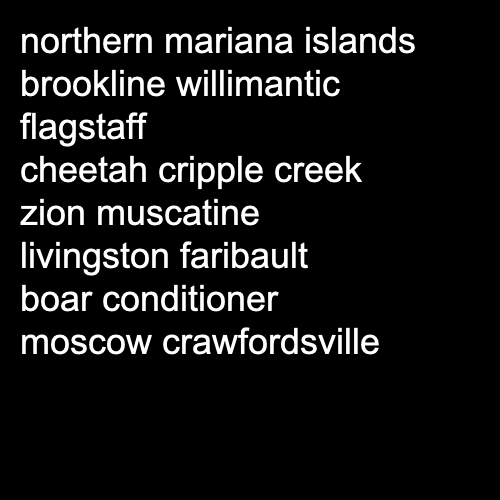 northern mariana islands
brookline willimantic
flagstaff
cheetah cripple creek
zion muscatine
livingston faribault
boar conditioner
moscow crawfordsville